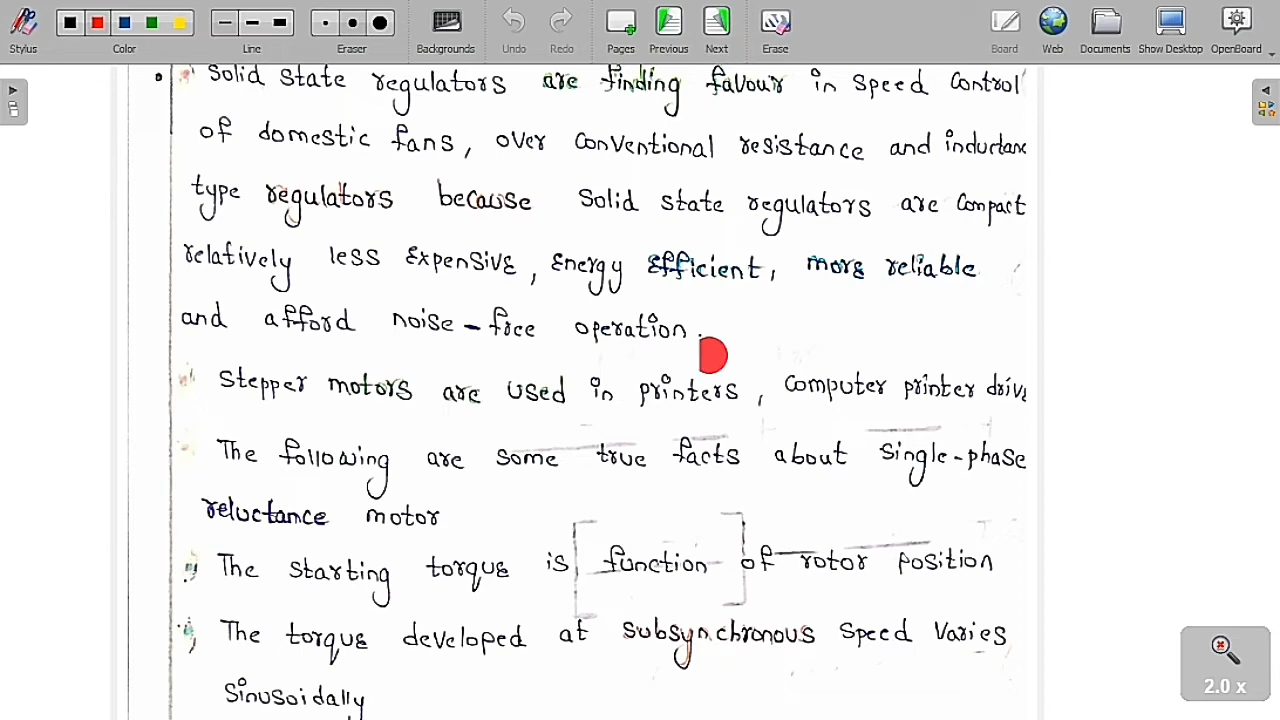 Stylus
Color
Line
Eraser
Backgrounds
Undo
Redo
Pages
Previous
Next
Erase
Board
Web
Documents
Show Desktop
OpenBoard
Solid state regulators are finding favour in speed control
of domestic fans, over conventional resistance and inductanc
type regulators because solid state regulators are compact
relatively less expensive, energy efficient, more reliable
and afford noise-free operation.
Stepper motors are used in printers, computer printer drive
The following are some true facts about single-phase
reluctance motor
The starting torque is [function] of rotor position
The torque developed at subsynchronous speed varies
sinusoidally
2.0 x